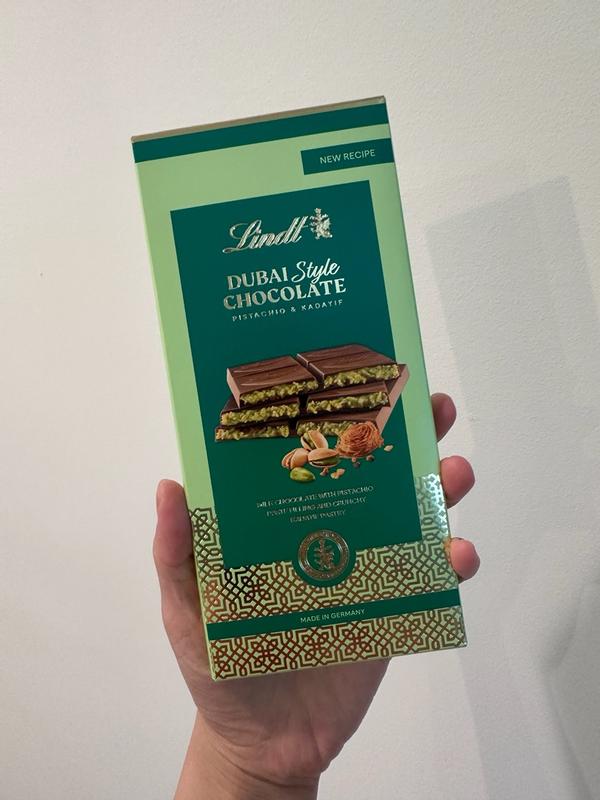 NEW RECIPE
Lindt
DUBAI Style
CHOCOLATE
PISTACHIO & KADAYIF
MILK CHOCOLATE WITH PISTACHIO
PASTE FILLING AND CRUNCHY
KADAYIF PASTRY
MADE IN GERMANY